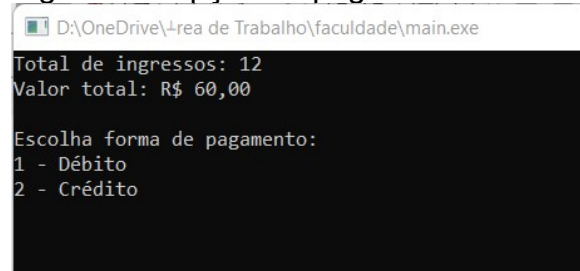 D:\OneDrive\┴rea de Trabalho\faculdade\main.exe
Total de ingressos: 12
Valor total: R$ 60,00
Escolha forma de pagamento:
1 - Débito
2 - Crédito